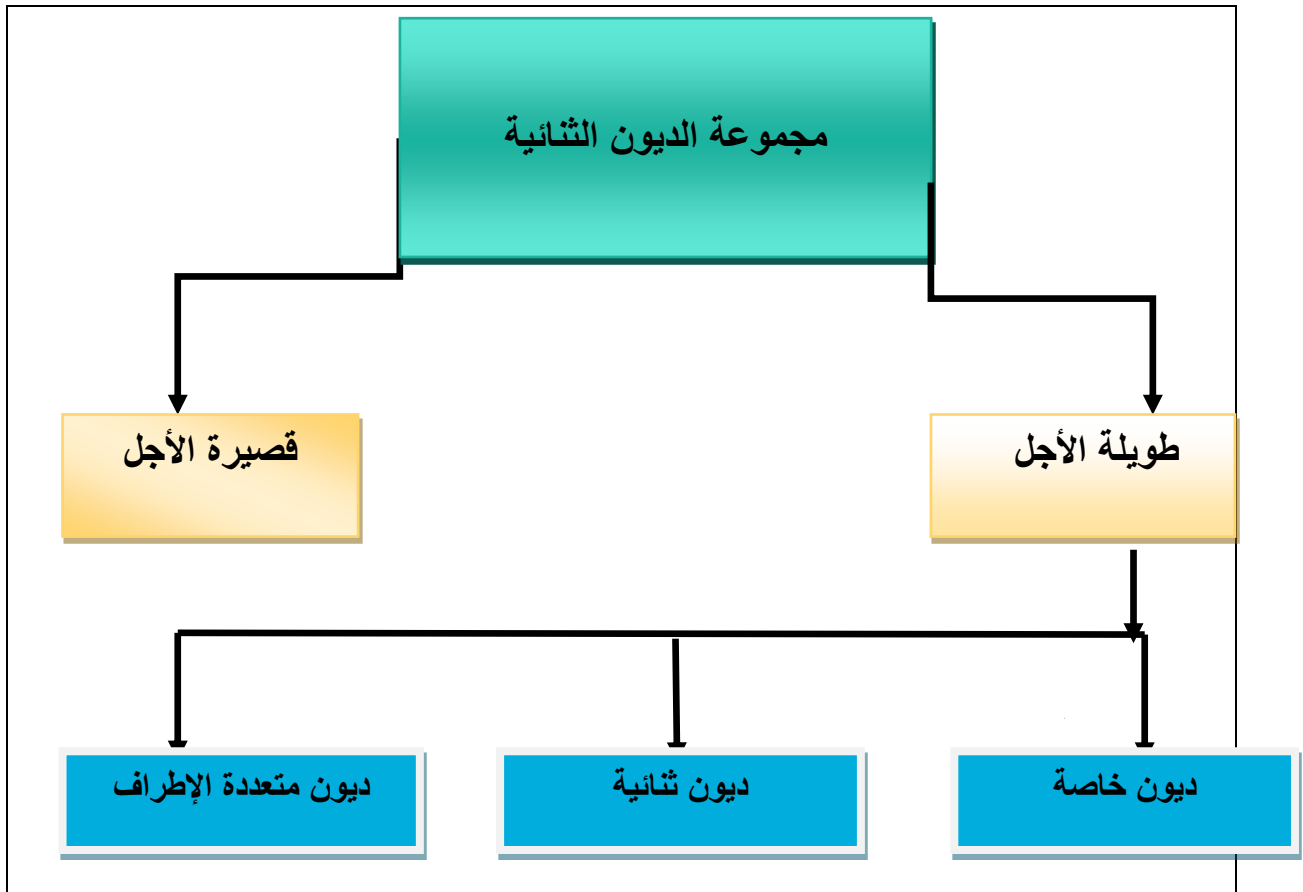 مجموعة الديون الثنائية
طويلة الأجل
قصيرة الأجل
ديون خاصة
ديون ثنائية
ديون متعددة الإطراف